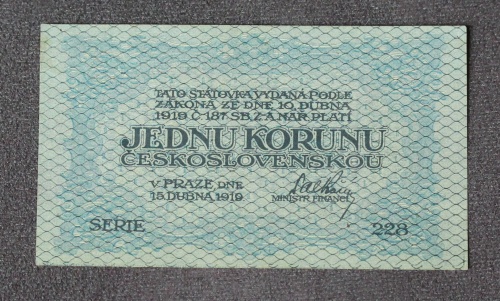 TATO STÁTOVKA VYDANÁ PODLE
ZÁKONA ZE DNE 10. DUBNA
1919 Č 187. SB. Z. A NAŘ. PLATÍ
JEDNU KORUNU
ČESKOSLOVENSKOU
V PRAZE DNE
15. DUBNA 1919
MINISTR FINANCÍ
SERIE 228